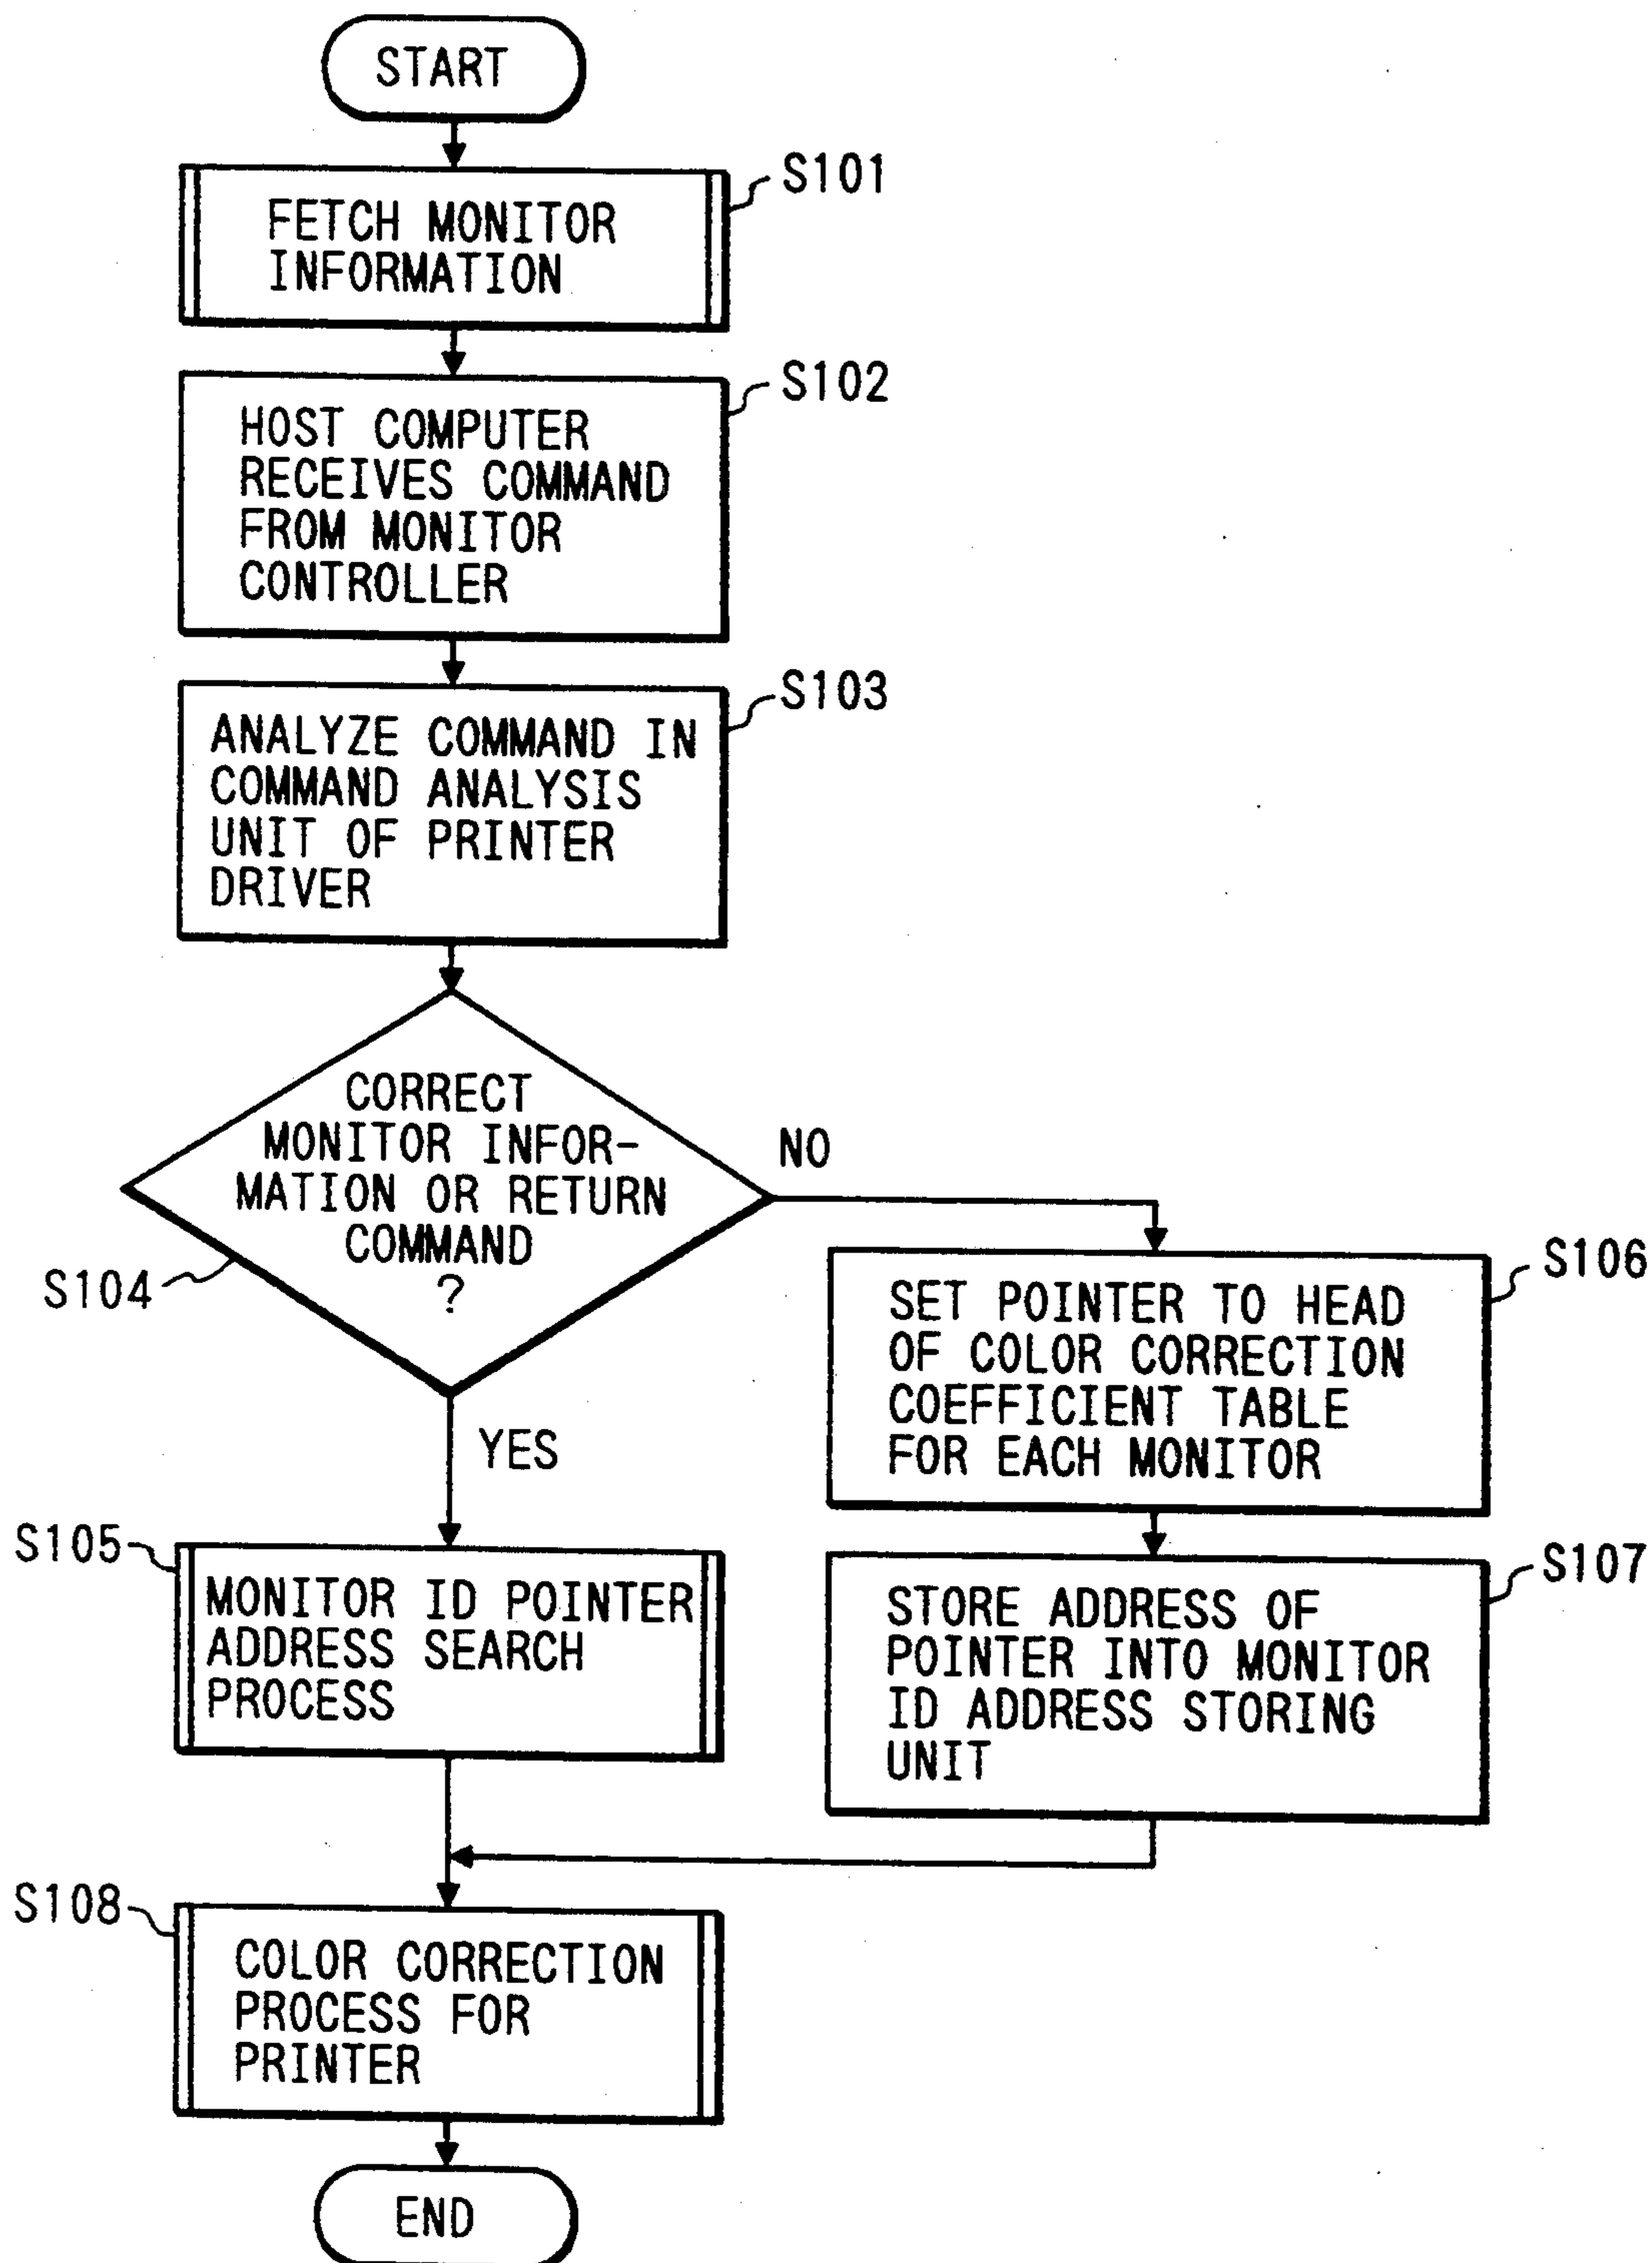 START
S101
FETCH MONITOR
INFORMATION
S102
HOST COMPUTER
RECEIVES COMMAND
FROM MONITOR
CONTROLLER
S103
ANALYZE COMMAND IN
COMMAND ANALYSIS
UNIT OF PRINTER
DRIVER
CORRECT
MONITOR INFOR-
MATION OR RETURN
COMMAND
?
S104
NO
YES
S106
SET POINTER TO HEAD
OF COLOR CORRECTION
COEFFICIENT TABLE
FOR EACH MONITOR
S105
MONITOR ID POINTER
ADDRESS SEARCH
PROCESS
S107
STORE ADDRESS OF
POINTER INTO MONITOR
ID ADDRESS STORING
UNIT
S108
COLOR CORRECTION
PROCESS FOR
PRINTER
END